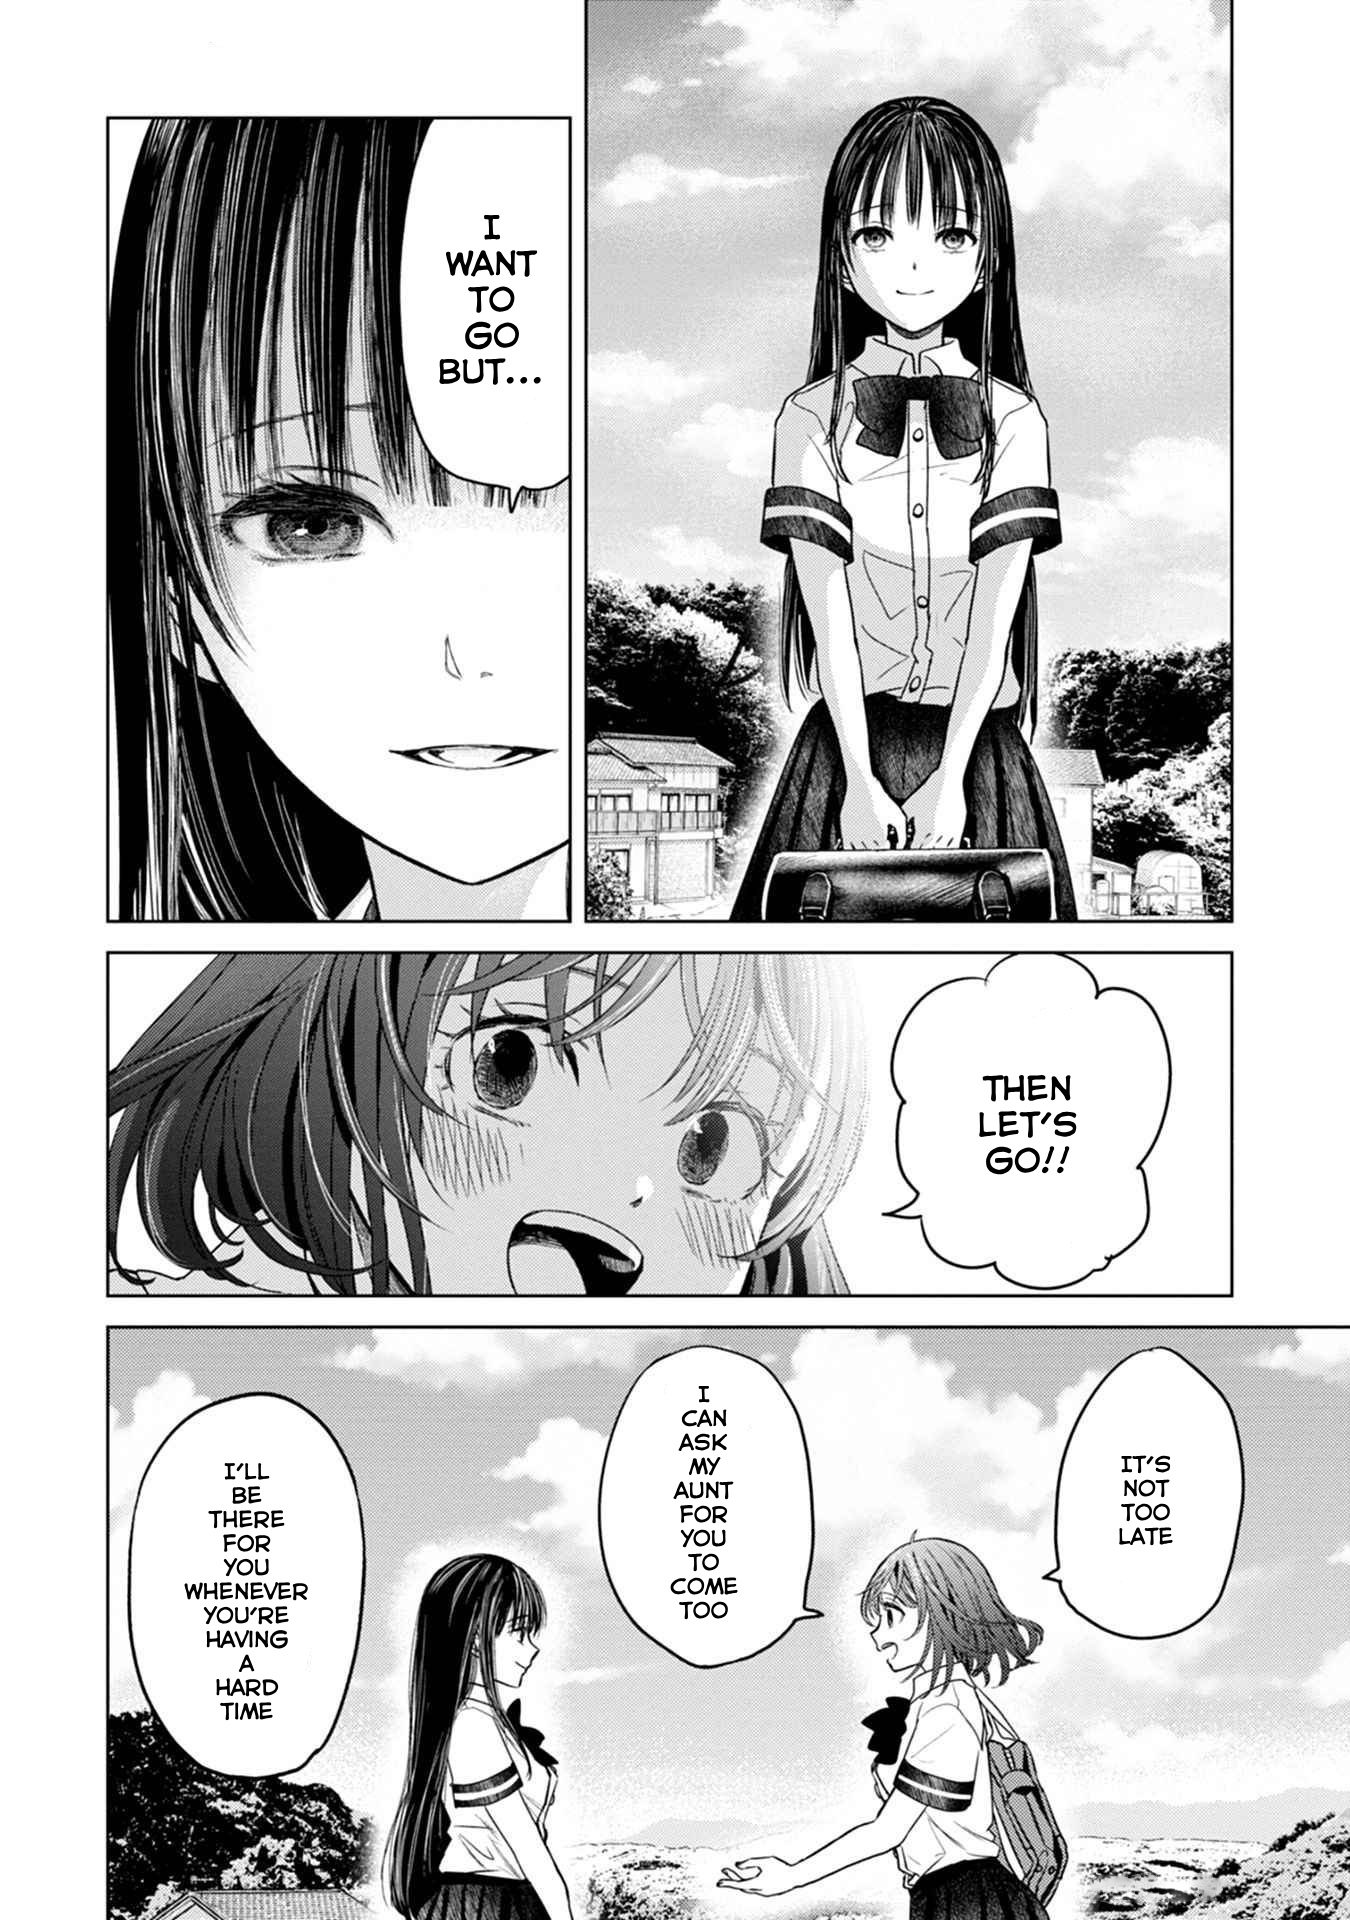 I
WANT
TO
GO
BUT...
THEN
LET'S
GO!!
IT'S
NOT
TOO
LATE
I
CAN
ASK
MY
AUNT
FOR
YOU
TO
COME
TOO
I'LL
BE
THERE
FOR
YOU
WHENEVER
YOU'RE
HAVING
A
HARD
TIME